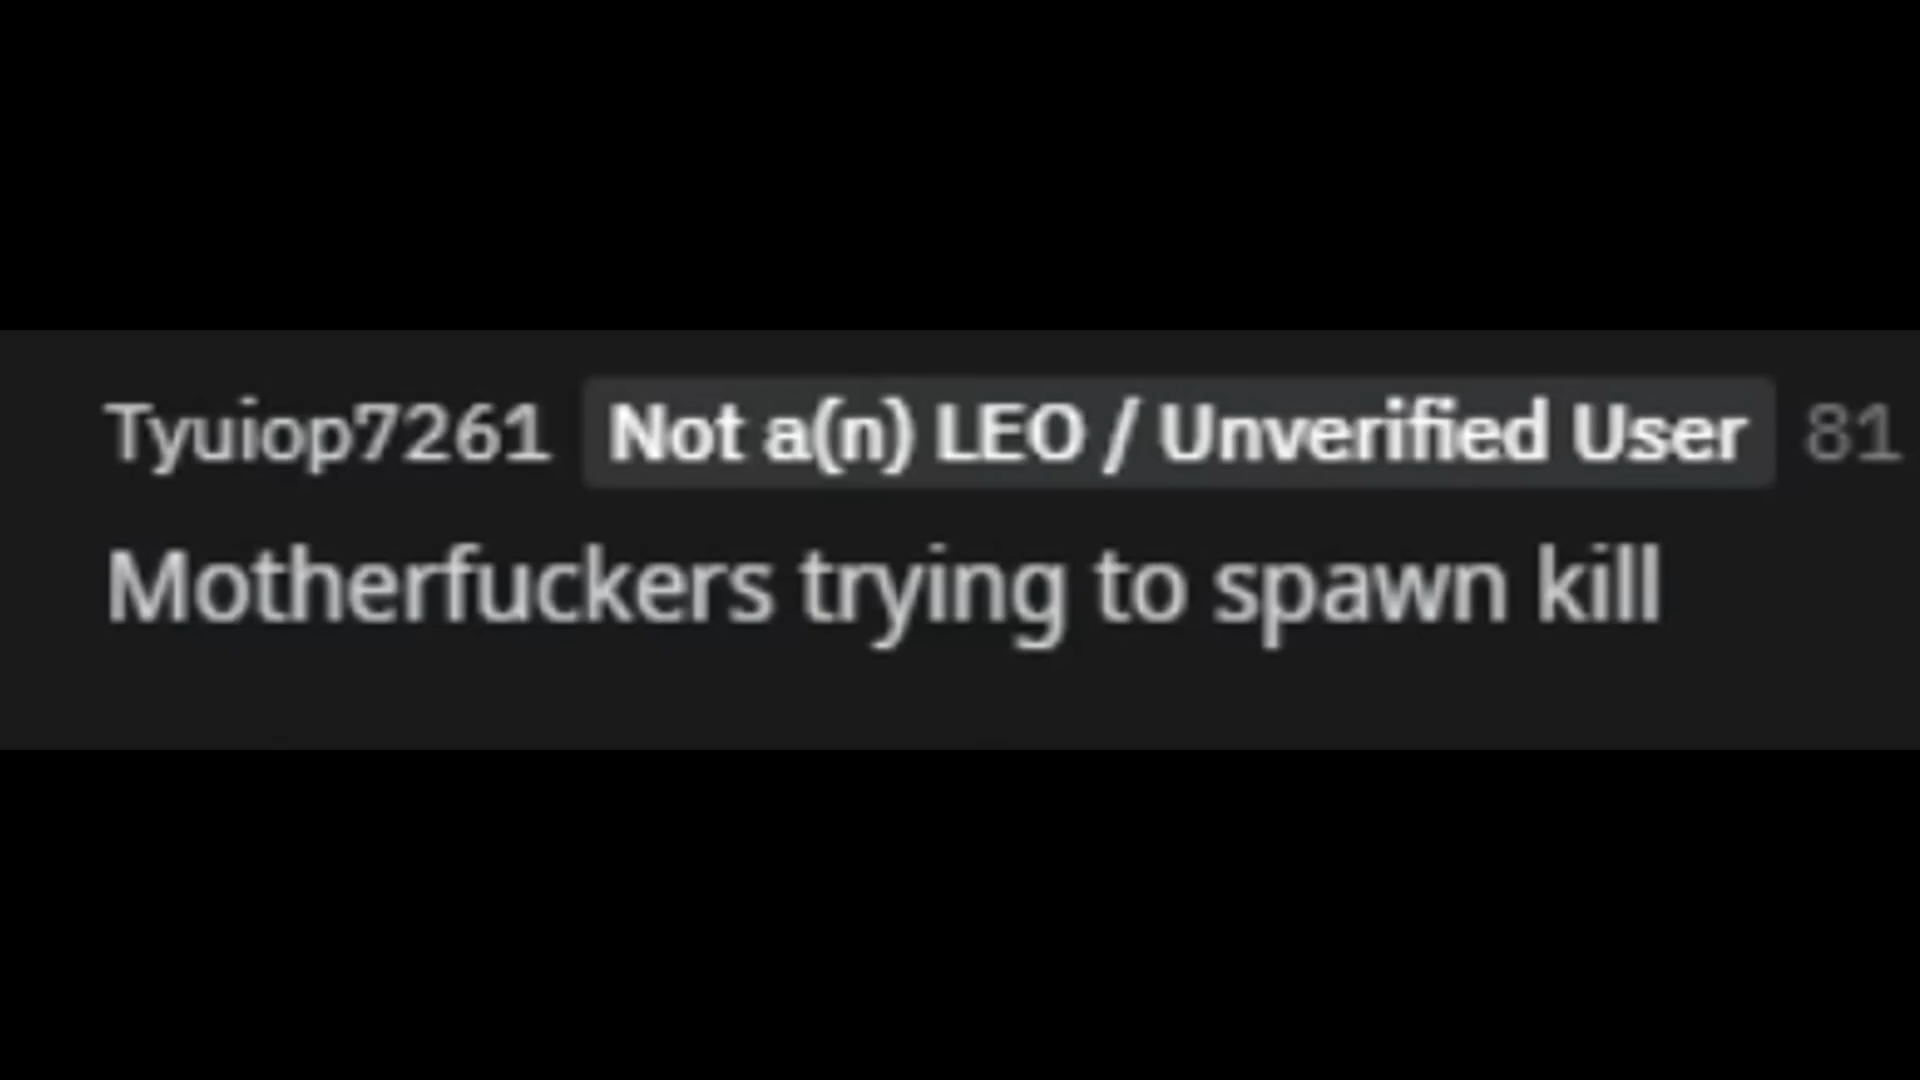 Tyuiop7261 Not a(n) LEO / Unverified User 81
Motherfuckers trying to spawn kill